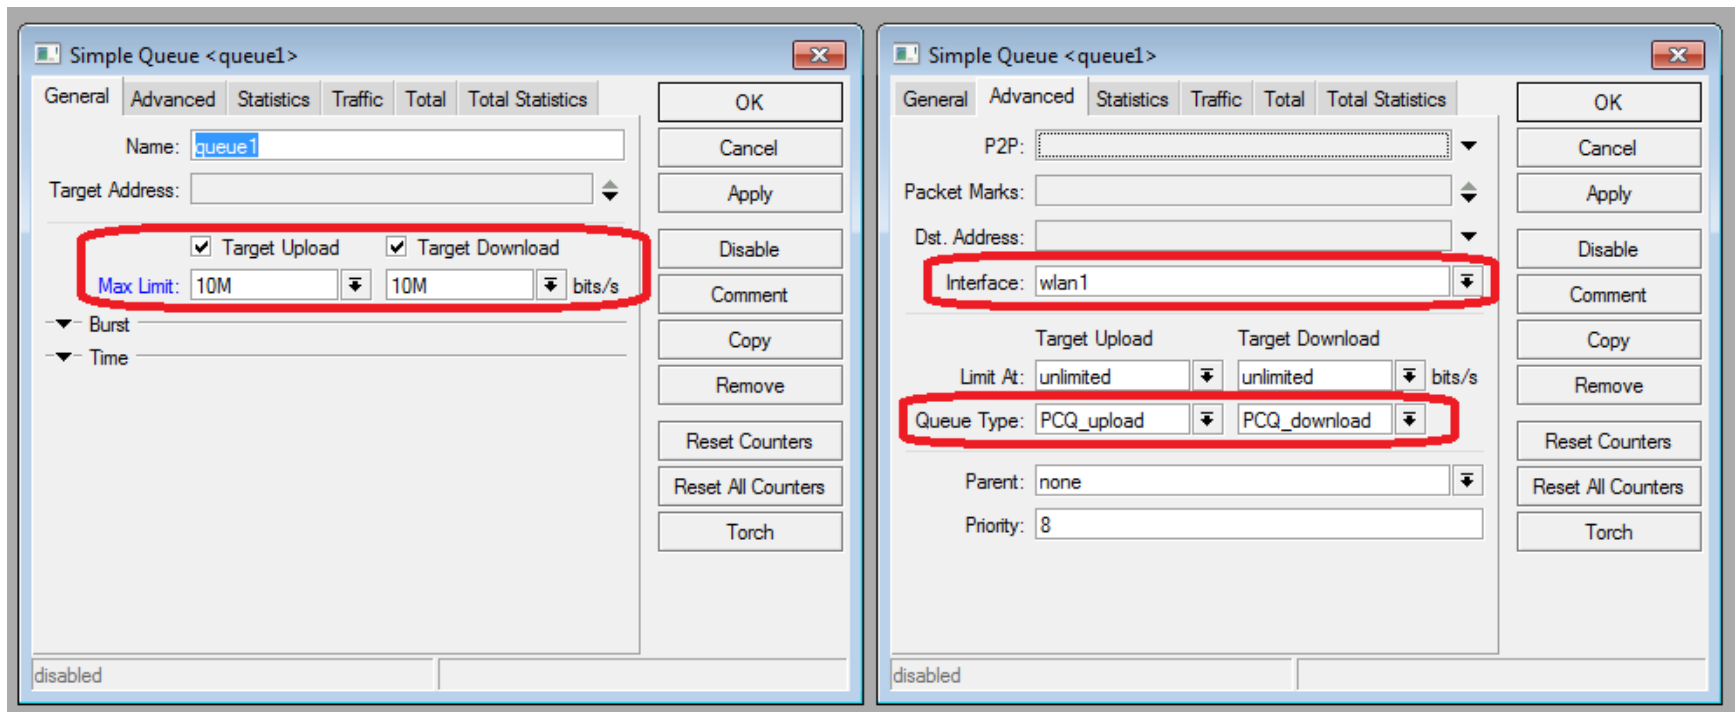 Simple Queue <queue1>
General Advanced Statistics Traffic Total Total Statistics
Name: queue1
Target Address:
Target Upload Target Download
Max Limit: 10M 10M bits/s
Burst
Time
OK
Cancel
Apply
Disable
Comment
Copy
Remove
Reset Counters
Reset All Counters
Torch
disabled
Simple Queue <queue1>
General Advanced Statistics Traffic Total Total Statistics
P2P:
Packet Marks:
Dst. Address:
Interface: wlan1
Target Upload Target Download
Limit At: unlimited unlimited bits/s
Queue Type: PCQ_upload PCQ_download
Parent: none
Priority: 8
OK
Cancel
Apply
Disable
Comment
Copy
Remove
Reset Counters
Reset All Counters
Torch
disabled